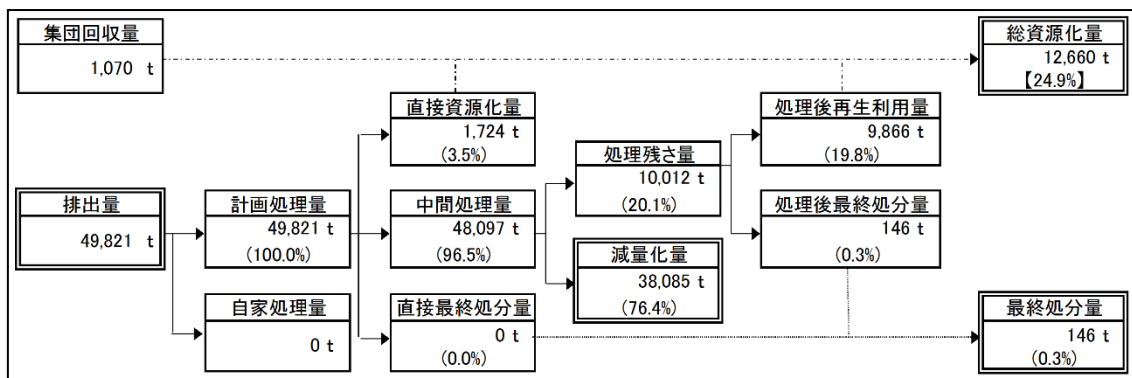 集団回収量
1,070 t
総資源化量
12,660 t
【24.9%】
直接資源化量
1,724 t
(3.5%)
処理後再生利用量
9,866 t
(19.8%)
処理残さ量
10,012 t
(20.1%)
排出量
49,821 t
計画処理量
49,821 t
(100.0%)
中間処理量
48,097 t
(96.5%)
処理後最終処分量
146 t
(0.3%)
減量化量
38,085 t
(76.4%)
自家処理量
0 t
直接最終処分量
0 t
(0.0%)
最終処分量
146 t
(0.3%)